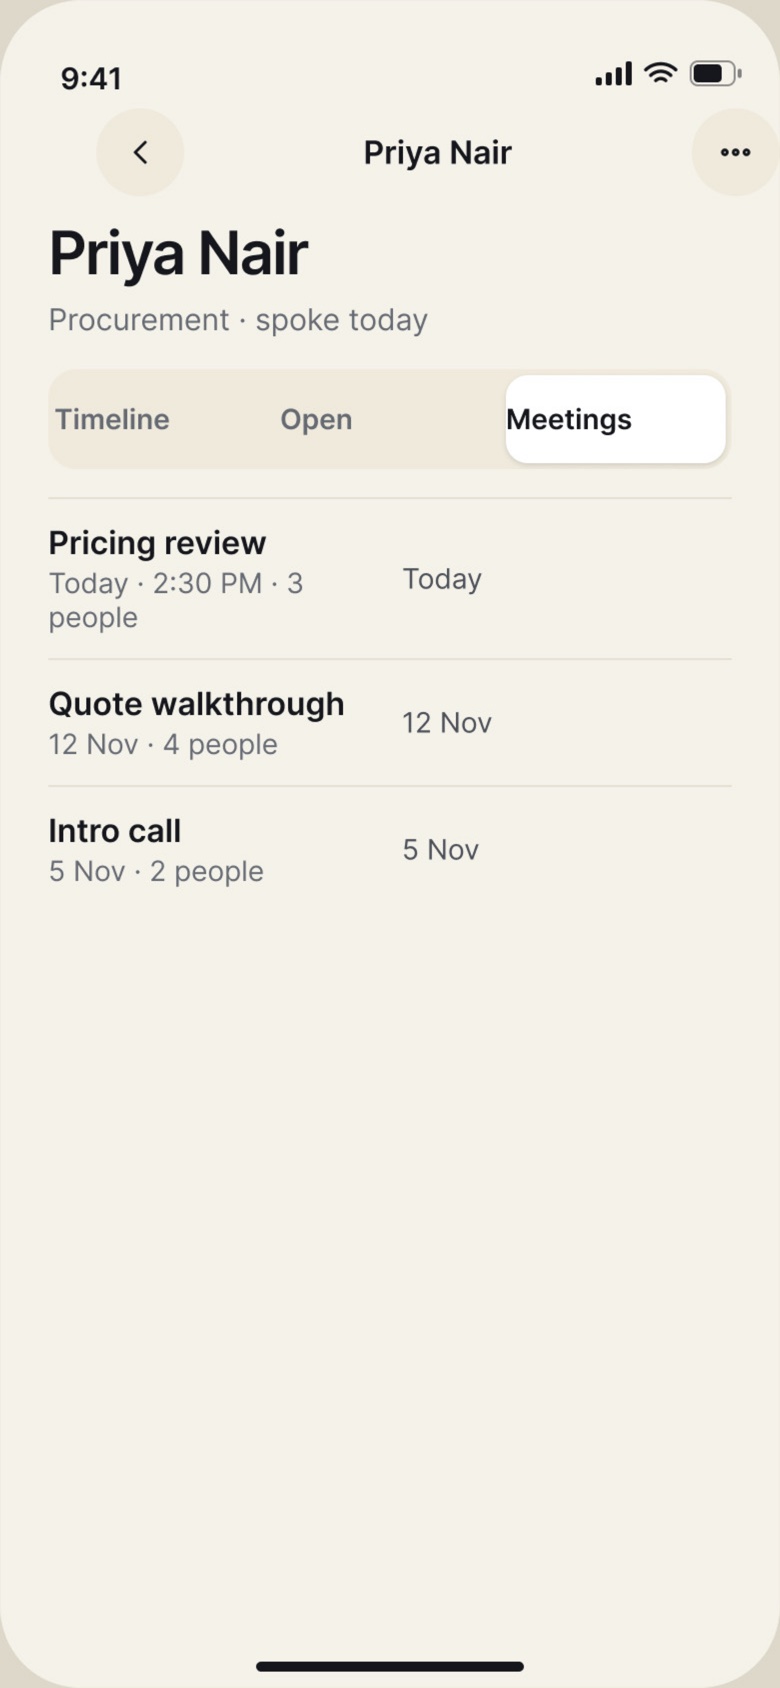 9:41
Priya Nair
Priya Nair
Procurement · spoke today
Timeline Open Meetings
Pricing review
Today · 2:30 PM · 3
people
Today
Quote walkthrough
12 Nov · 4 people
12 Nov
Intro call
5 Nov · 2 people
5 Nov